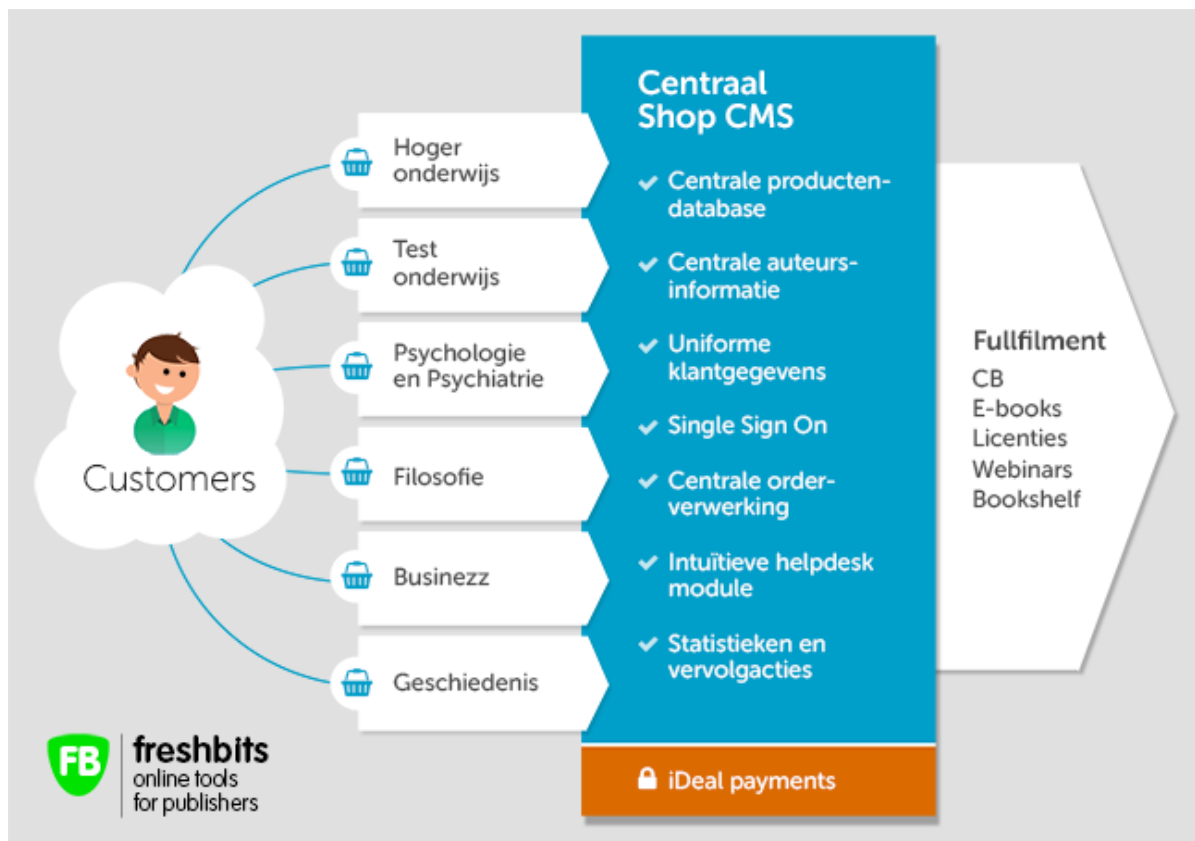 Customers
Hoger
onderwijs
Test
onderwijs
Psychologie
en Psychiatrie
Filosofie
Businezz
Geschiedenis
Centraal
Shop CMS
Centrale producten-
database
Centrale auteurs-
informatie
Uniforme
klantgegevens
Single Sign On
Centrale order-
verwerking
Intuïtieve helpdesk
module
Statistieken en
vervolgacties
iDeal payments
Fullfilment
CB
E-books
Licenties
Webinars
Bookshelf
FB
freshbits
online tools
for publishers